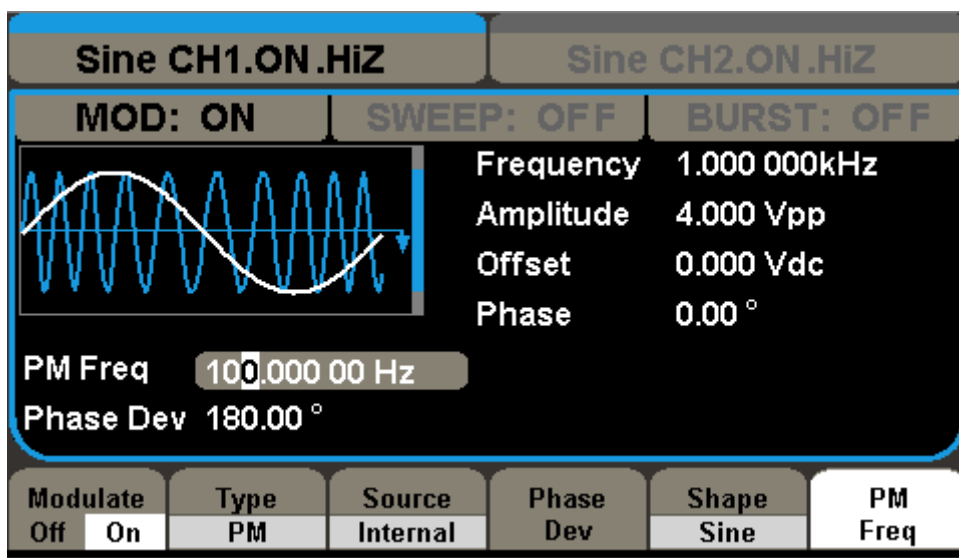 Sine CH1.ON.HiZ
Sine CH2.ON.HiZ
MOD: ON
SWEEP: OFF
BURST: OFF
Frequency 1.000 000kHz
Amplitude 4.000 Vpp
Offset 0.000 Vdc
Phase 0.00 °
PM Freq 100.000 00 Hz
Phase Dev 180.00 °
Modulate
Off On
Type
PM
Source
Internal
Phase
Dev
Shape
Sine
PM
Freq